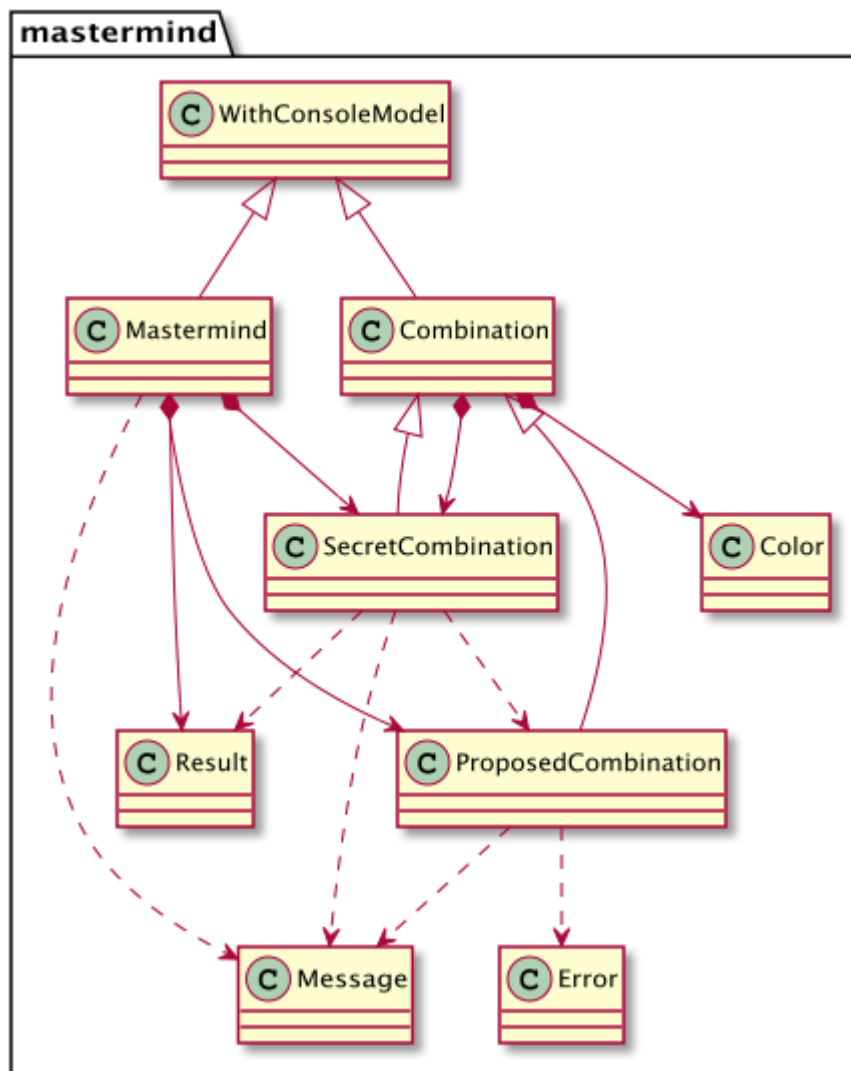 mastermind
C WithConsoleModel
C Mastermind
C Combination
C SecretCombination
C Color
C Result
C ProposedCombination
C Message
C Error